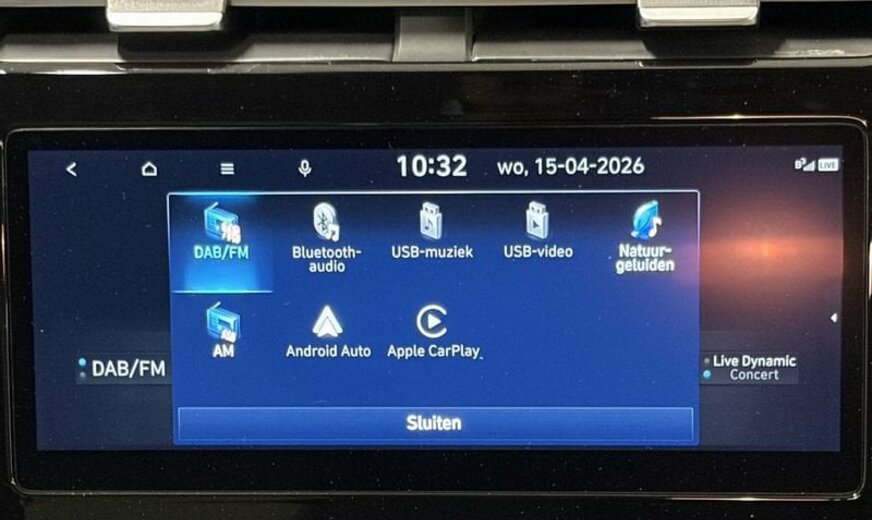 10:32 wo, 15-04-2026 LIVE
DAB/FM Bluetooth-audio USB-muziek USB-video Natuur-geluiden
AM Android Auto Apple CarPlay
DAB/FM
Live Dynamic
Concert
Sluiten